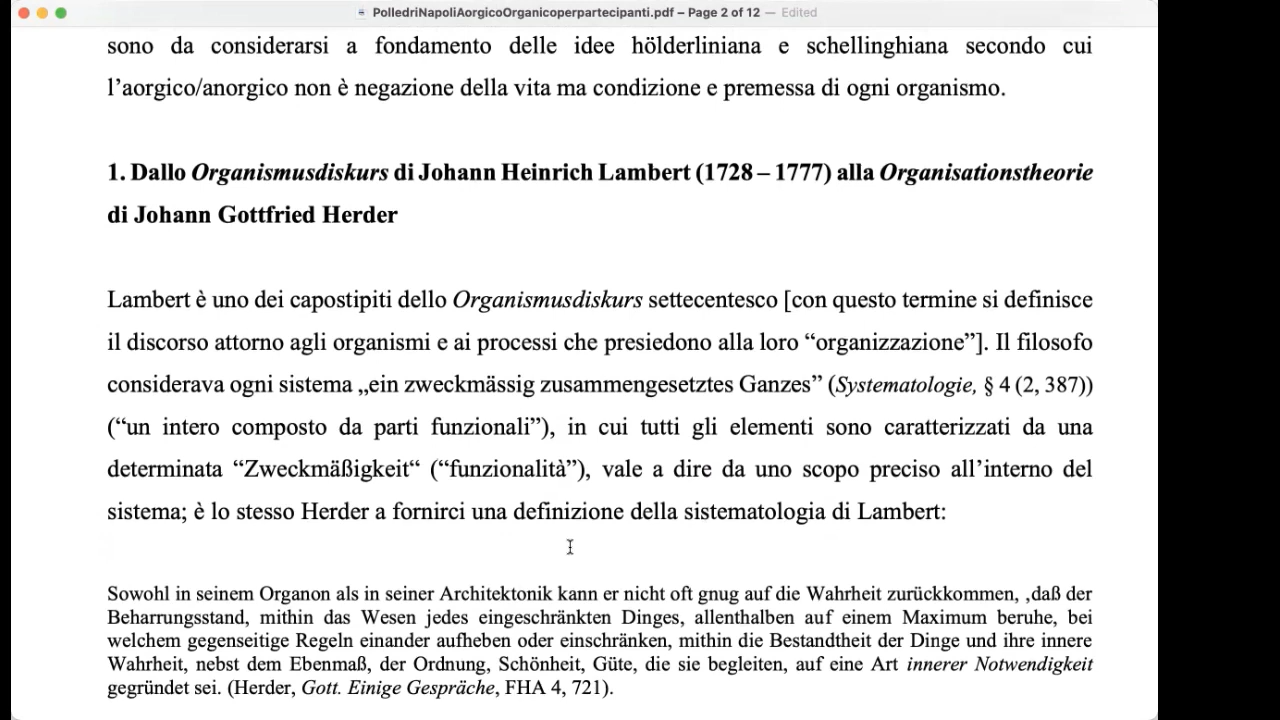 PolledriNapoliAorgicoOrganicoperpartecipanti.pdf – Page 2 of 12 — Edited
sono da considerarsi a fondamento delle idee hölderliniana e schellinghiana secondo cui
l’aorgico/anorgico non è negazione della vita ma condizione e premessa di ogni organismo.
1. Dallo Organismusdiskurs di Johann Heinrich Lambert (1728 – 1777) alla Organisationstheorie
di Johann Gottfried Herder
Lambert è uno dei capostipiti dello Organismusdiskurs settecentesco [con questo termine si definisce
il discorso attorno agli organismi e ai processi che presiedono alla loro “organizzazione”]. Il filosofo
considerava ogni sistema „ein zweckmässig zusammengesetztes Ganzes” (Systematologie, § 4 (2, 387))
(“un intero composto da parti funzionali”), in cui tutti gli elementi sono caratterizzati da una
determinata “Zweckmäßigkeit“ (“funzionalità”), vale a dire da uno scopo preciso all’interno del
sistema; è lo stesso Herder a fornirci una definizione della sistematologia di Lambert:
Sowohl in seinem Organon als in seiner Architektonik kann er nicht oft gnug auf die Wahrheit zurückkommen, ‚daß der
Beharrungsstand, mithin das Wesen jedes eingeschränkten Dinges, allenthalben auf einem Maximum beruhe, bei
welchem gegenseitige Regeln einander aufheben oder einschränken, mithin die Bestandtheit der Dinge und ihre innere
Wahrheit, nebst dem Ebenmaß, der Ordnung, Schönheit, Güte, die sie begleiten, auf eine Art innerer Notwendigkeit
gegründet sei. (Herder, Gott. Einige Gespräche, FHA 4, 721).